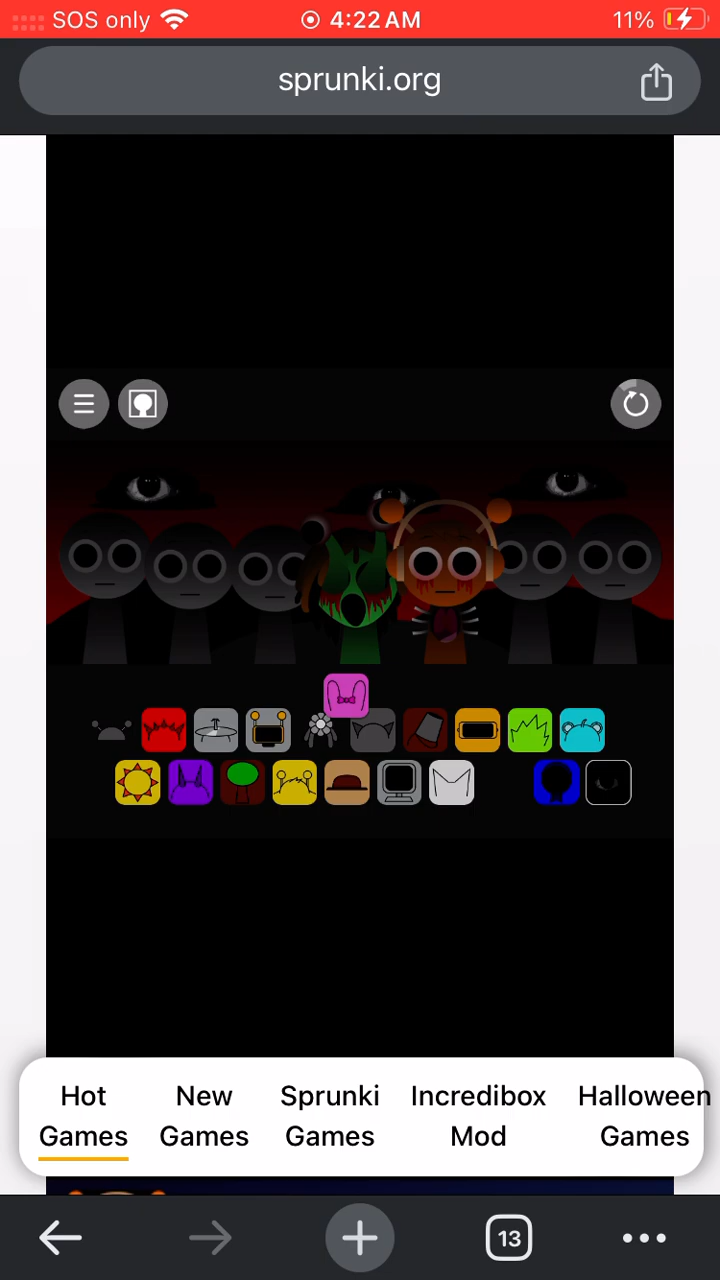 SOS only
4:22 AM
11%
sprunki.org
Hot Games
New Games
Sprunki Games
Incredibox Mod
Halloween Games
13